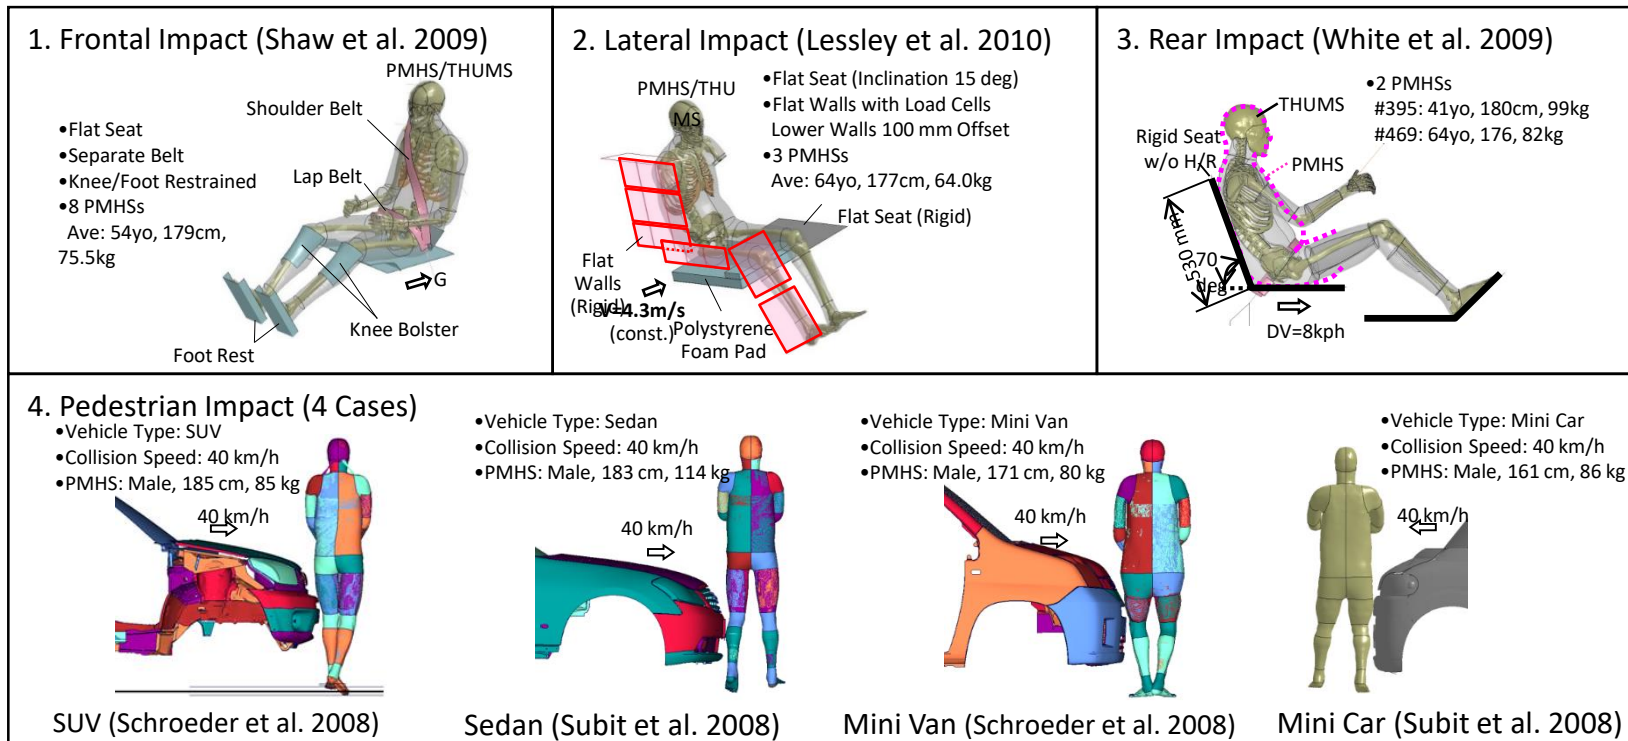 1. Frontal Impact (Shaw et al. 2009)
PMHS/THUMS
Shoulder Belt
•Flat Seat
•Separate Belt
•Knee/Foot Restrained
•8 PMHSs
Ave: 54yo, 179cm,
75.5kg
Lap Belt
G
Knee Bolster
Foot Rest
2. Lateral Impact (Lessley et al. 2010)
PMHS/THU
MS
•Flat Seat (Inclination 15 deg)
•Flat Walls with Load Cells
Lower Walls 100 mm Offset
•3 PMHSs
Ave: 64yo, 177cm, 64.0kg
Flat Seat (Rigid)
Flat
Walls
(Rigid)
V=4.3m/s
(const.)
Polystyrene
Foam Pad
3. Rear Impact (White et al. 2009)
•2 PMHSs
#395: 41yo, 180cm, 99kg
#469: 64yo, 176, 82kg
THUMS
Rigid Seat
w/o H/R
PMHS
530 mm
70
deg
DV=8kph
4. Pedestrian Impact (4 Cases)
•Vehicle Type: SUV
•Collision Speed: 40 km/h
•PMHS: Male, 185 cm, 85 kg
40 km/h
SUV (Schroeder et al. 2008)
•Vehicle Type: Sedan
•Collision Speed: 40 km/h
•PMHS: Male, 183 cm, 114 kg
40 km/h
Sedan (Subit et al. 2008)
•Vehicle Type: Mini Van
•Collision Speed: 40 km/h
•PMHS: Male, 171 cm, 80 kg
40 km/h
Mini Van (Schroeder et al. 2008)
•Vehicle Type: Mini Car
•Collision Speed: 40 km/h
•PMHS: Male, 161 cm, 86 kg
40 km/h
Mini Car (Subit et al. 2008)